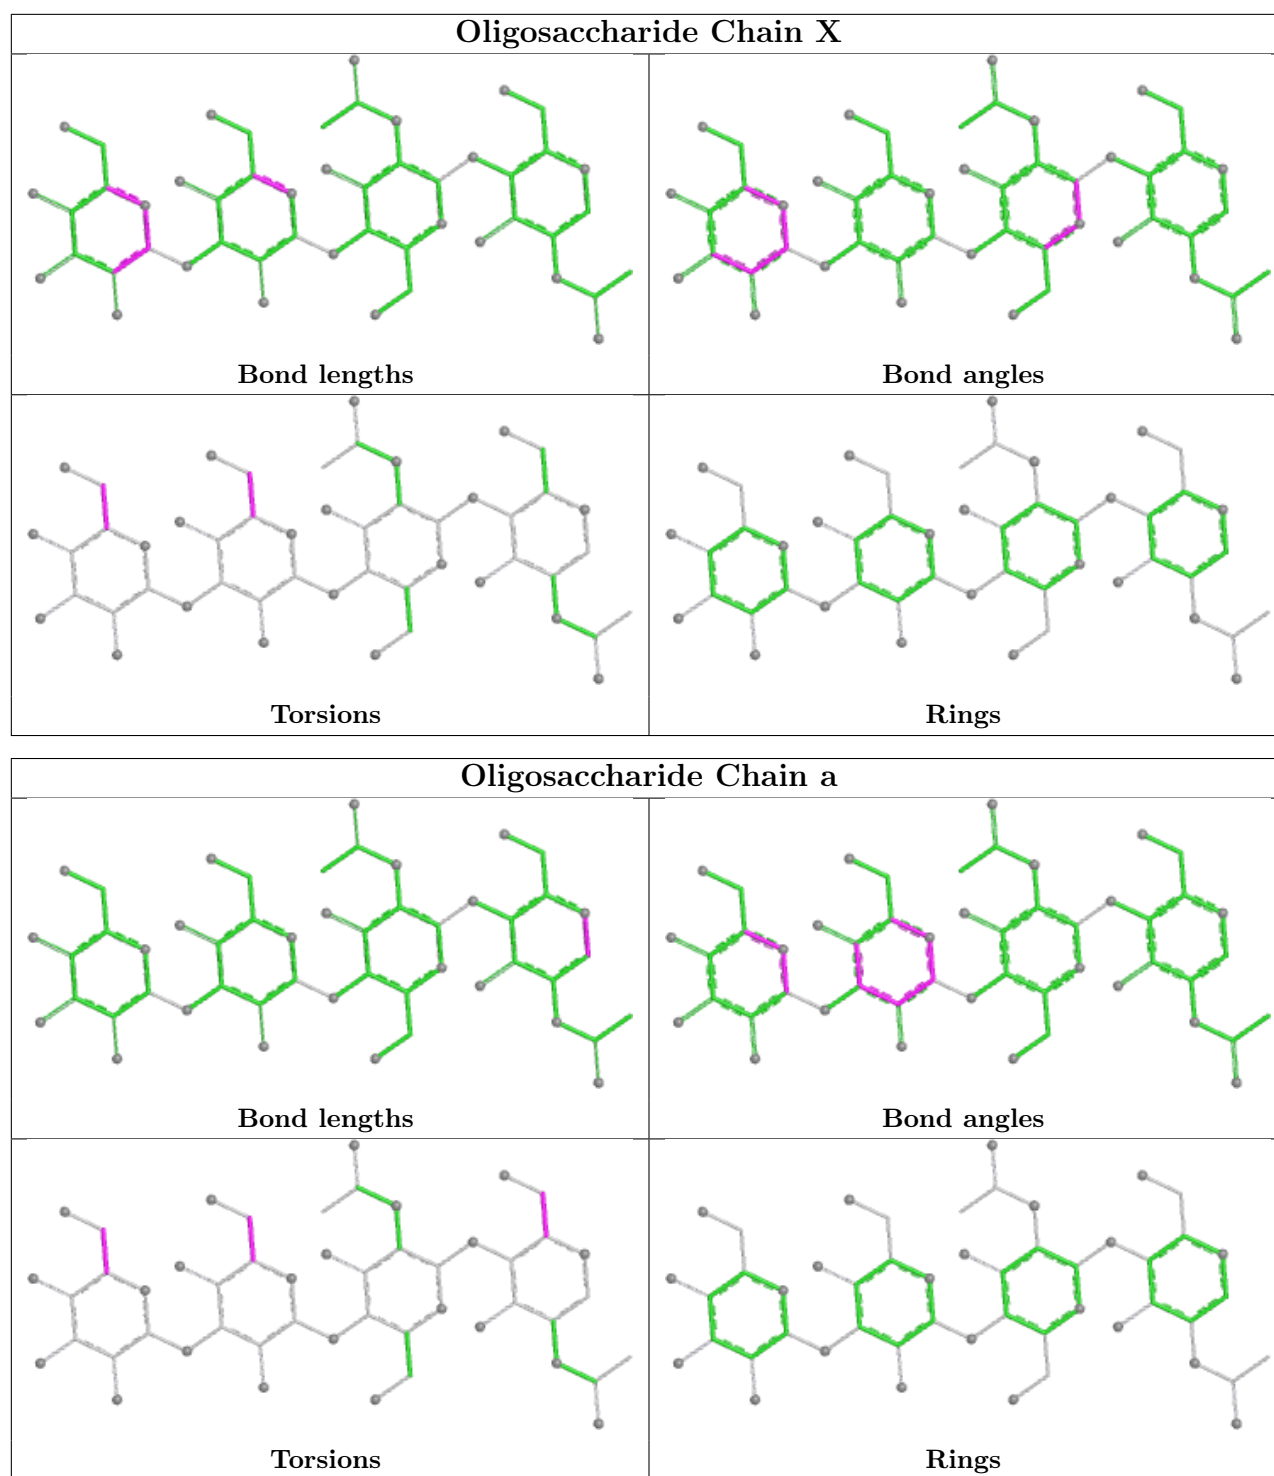 Oligosaccharide Chain X
Bond lengths
Bond angles
Torsions
Rings
Oligosaccharide Chain a
Bond lengths
Bond angles
Torsions
Rings